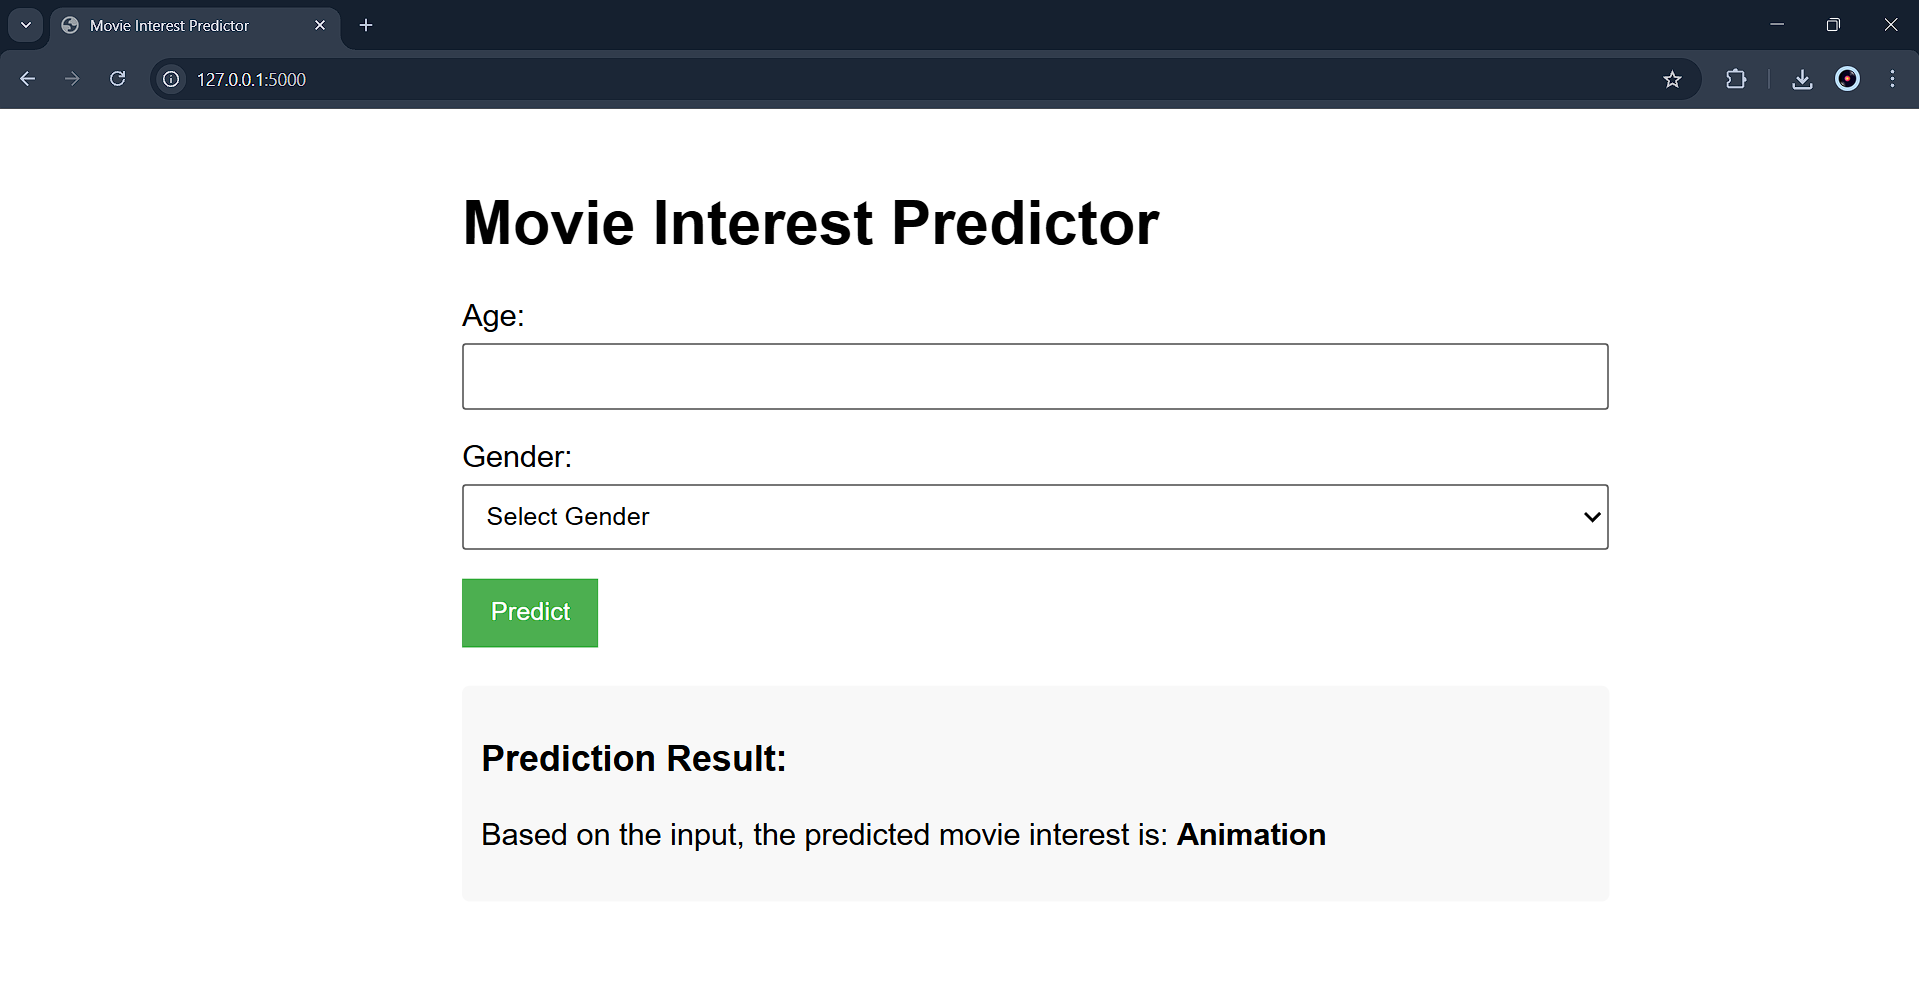 Movie Interest Predictor
127.0.0.1:5000
Movie Interest Predictor
Age:
Gender:
Select Gender
Predict
Prediction Result:
Based on the input, the predicted movie interest is: Animation